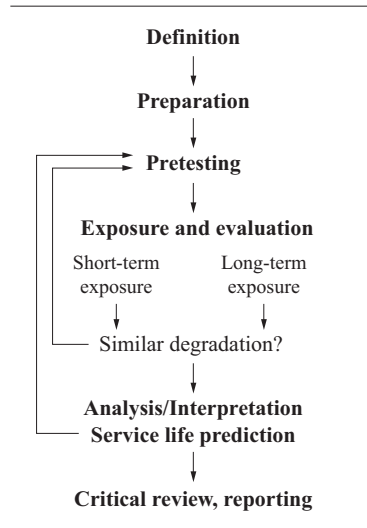 Definition
Preparation
Pretesting
Exposure and evaluation
Short-term Long-term
exposure exposure
Similar degradation?
Analysis/Interpretation
Service life prediction
Critical review, reporting